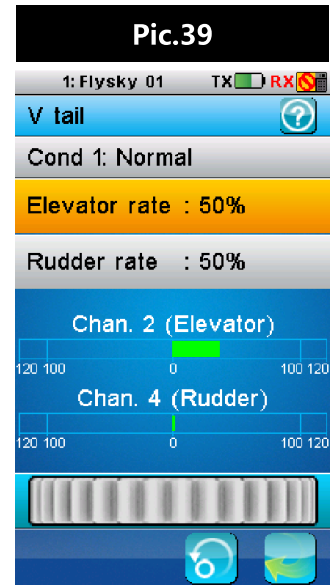 Pic.39
1: Flysky 01 TX RX
V tail ?
Cond 1: Normal
Elevator rate : 50%
Rudder rate : 50%
Chan. 2 (Elevator)
120 100 0 100 120
Chan. 4 (Rudder)
120 100 0 100 120